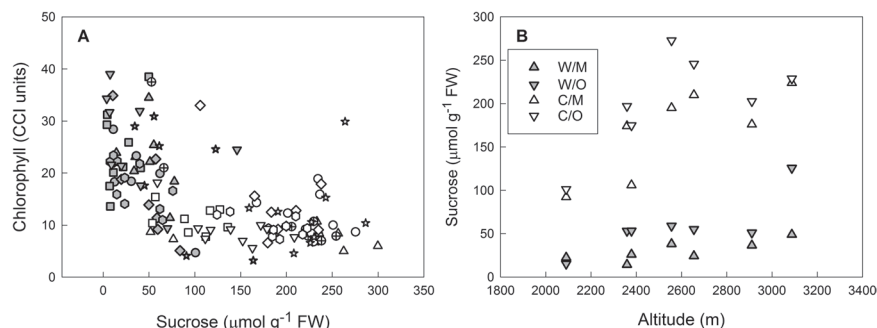 A
Chlorophyll (CCI units)
50
40
30
20
10
0
0 50 100 150 200 250 300 350
Sucrose (μmol g-1 FW)
B
Sucrose (μmol g-1 FW)
300
250
200
150
100
50
0
1800 2000 2200 2400 2600 2800 3000 3200 3400
Altitude (m)
W/M
W/O
C/M
C/O